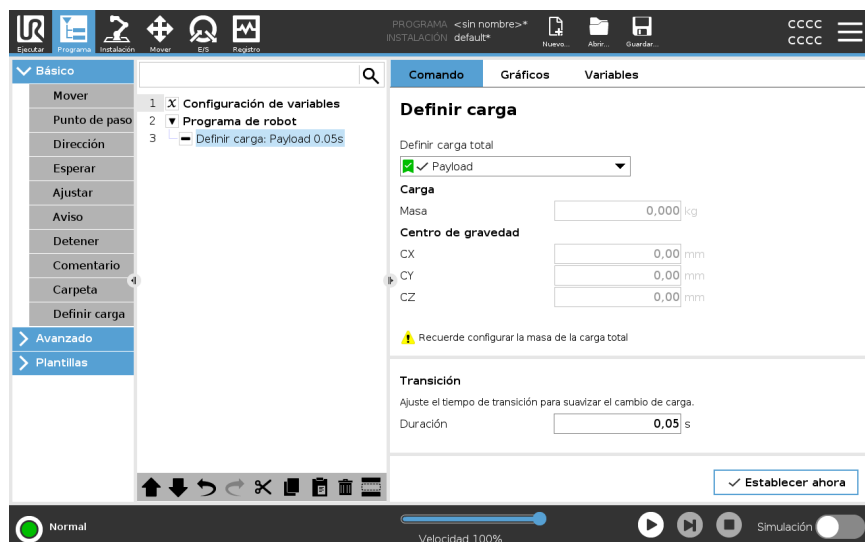 PROGRAMA <sin nombre>*
INSTALACIÓN default*
CCCC
CCCC
Ejecutar Programa Instalación Mover E/S Registro
Nuevo... Abrir... Guardar...
Básico
Mover
Punto de paso
Dirección
Esperar
Ajustar
Aviso
Detener
Comentario
Carpeta
Definir carga
Avanzado
Plantillas
1 X Configuración de variables
2 Programa de robot
3 Definir carga: Payload 0.05s
Comando Gráficos Variables
Definir carga
Definir carga total
Payload
Carga
Masa 0,000 kg
Centro de gravedad
CX 0,00 mm
CY 0,00 mm
CZ 0,00 mm
Recuerde configurar la masa de la carga total
Transición
Ajuste el tiempo de transición para suavizar el cambio de carga.
Duración 0,05 s
Establecer ahora
Normal
Velocidad 100%
Simulación